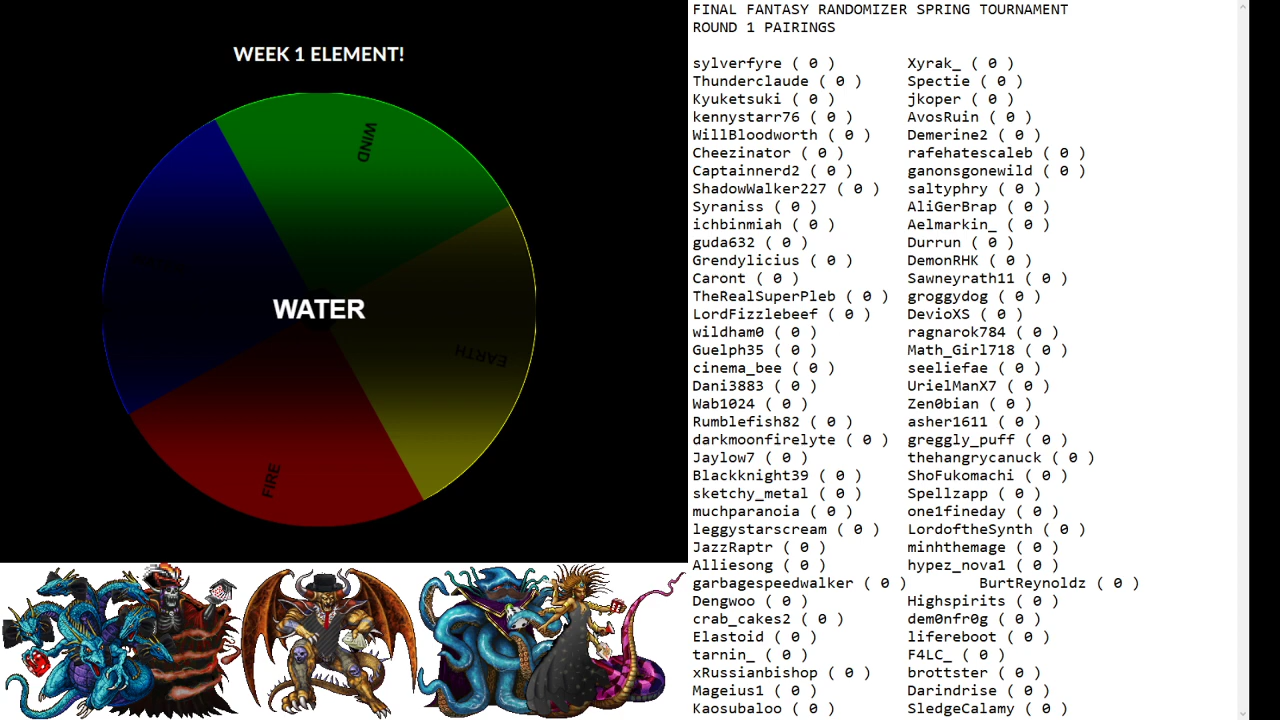 WEEK 1 ELEMENT!
WIND
WATER
EARTH
FIRE
FINAL FANTASY RANDOMIZER SPRING TOURNAMENT
ROUND 1 PAIRINGS
sylverfyre ( 0 ) Xyrak_ ( 0 )
Thunderclaude ( 0 ) Spectie ( 0 )
Kyuketsuki ( 0 ) jkoper ( 0 )
kennystarr76 ( 0 ) AvosRuin ( 0 )
WillBloodworth ( 0 ) Demerine2 ( 0 )
Cheezinator ( 0 ) rafehatescaleb ( 0 )
Captainnerd2 ( 0 ) ganonsgonewild ( 0 )
ShadowWalker227 ( 0 ) saltyphry ( 0 )
Syraniss ( 0 ) AliGerBrap ( 0 )
ichbinmiah ( 0 ) Aelmarkin_ ( 0 )
guda632 ( 0 ) Durrun ( 0 )
Grendylicius ( 0 ) DemonRHK ( 0 )
Caront ( 0 ) Sawneyrath11 ( 0 )
TheRealSuperPleb ( 0 ) groggydog ( 0 )
LordFizzlebeef ( 0 ) DevioXS ( 0 )
wildham0 ( 0 ) ragnarok784 ( 0 )
Guelph35 ( 0 ) Math_Girl718 ( 0 )
cinema_bee ( 0 ) seeliefae ( 0 )
Dani3883 ( 0 ) UrielManX7 ( 0 )
Wab1024 ( 0 ) Zen0bian ( 0 )
Rumblefish82 ( 0 ) asher1611 ( 0 )
darkmoonfirelyte ( 0 ) greggly_puff ( 0 )
Jaylow7 ( 0 ) thehangrycanuck ( 0 )
Blackknight39 ( 0 ) ShoFukomachi ( 0 )
sketchy_metal ( 0 ) Spellzapp ( 0 )
muchparanoia ( 0 ) one1fineday ( 0 )
leggystarscream ( 0 ) LordoftheSynth ( 0 )
JazzRaptr ( 0 ) minhthemage ( 0 )
Alliesong ( 0 ) hypez_nova1 ( 0 )
garbagespeedwalker ( 0 ) BurtReynoldz ( 0 )
Dengwoo ( 0 ) Highspirits ( 0 )
crab_cakes2 ( 0 ) dem0nfr0g ( 0 )
Elastoid ( 0 ) lifereboot ( 0 )
tarnin_ ( 0 ) F4LC_ ( 0 )
xRussianbishop ( 0 ) brottster ( 0 )
Mageius1 ( 0 ) Darindrise ( 0 )
Kaosubaloo ( 0 ) SledgeCalamy ( 0 )